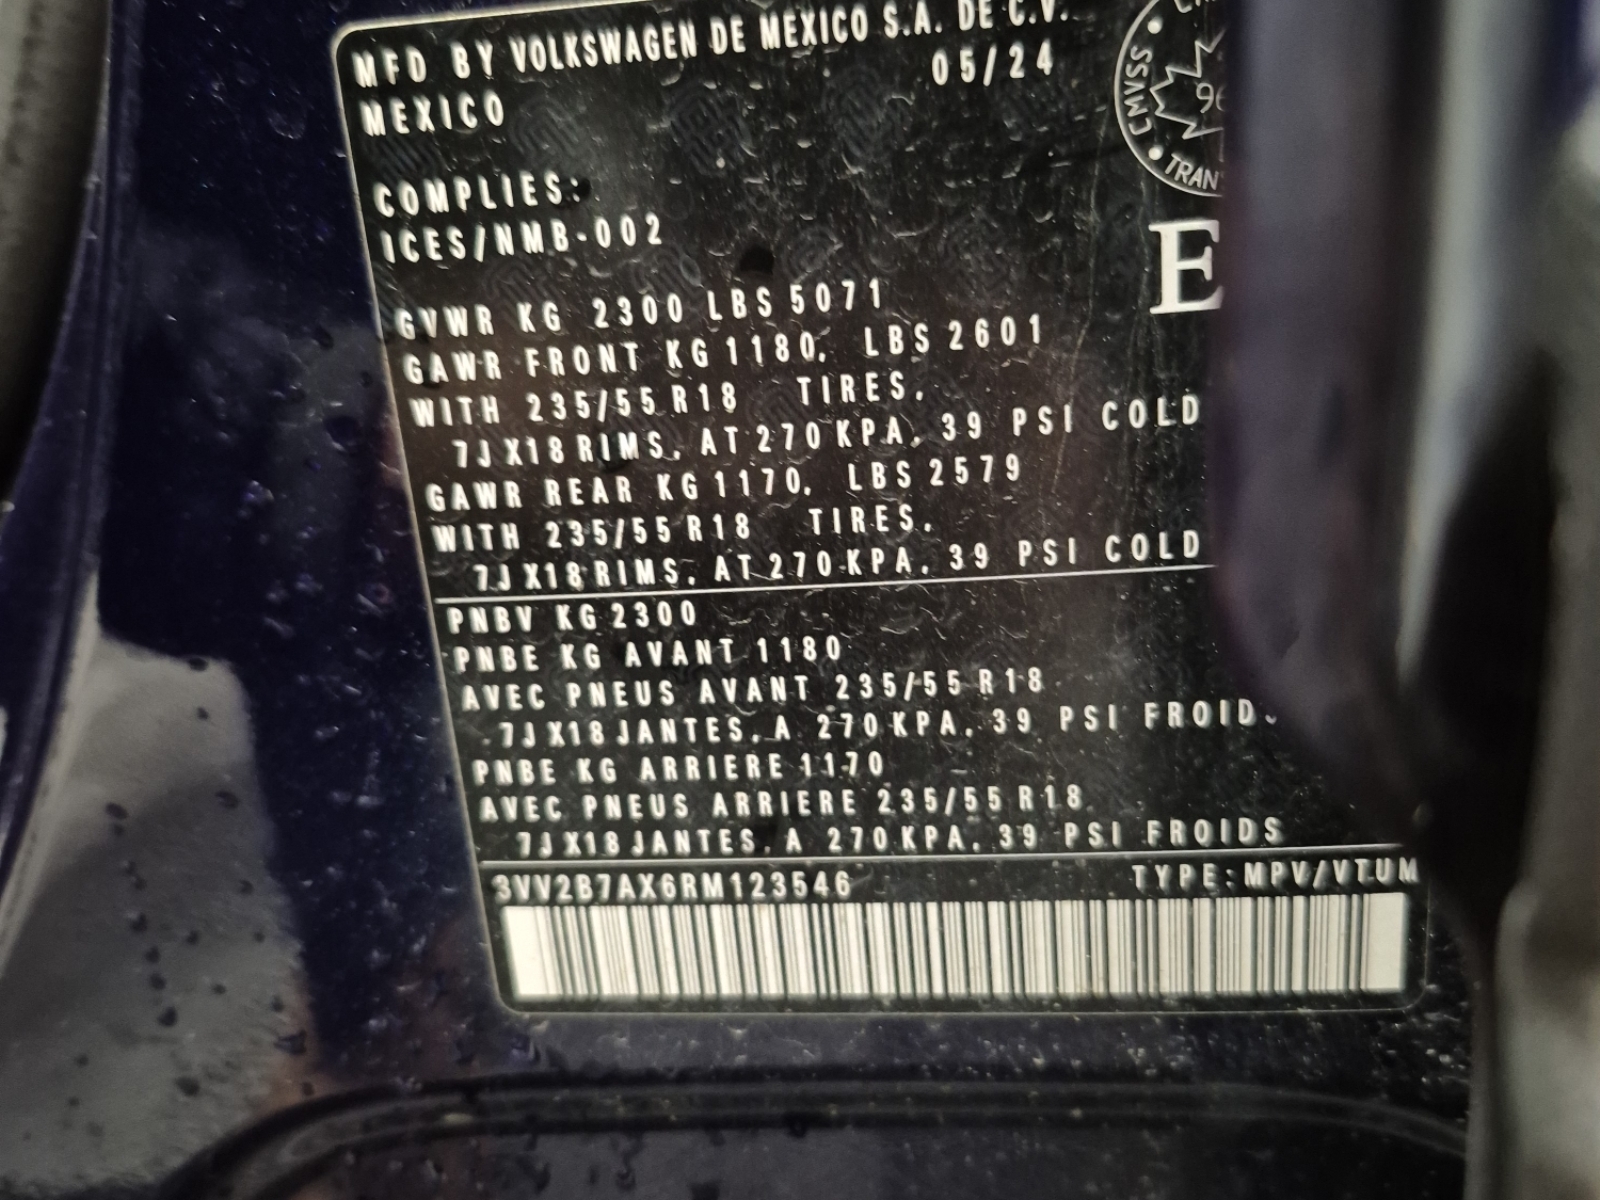 MFD BY VOLKSWAGEN DE MEXICO S.A. DE C.V.
MEXICO 05/24
CMVSS
TRAN
E
COMPLIES:
ICES/NMB-002
GVWR KG 2300 LBS 5071
GAWR FRONT KG 1180, LBS 2601
WITH 235/55 R18 TIRES,
7J X18 RIMS, AT 270 KPA, 39 PSI COLD
GAWR REAR KG 1170, LBS 2579
WITH 235/55 R18 TIRES,
7J X18 RIMS, AT 270 KPA, 39 PSI COLD
PNBV KG 2300
PNBE KG AVANT 1180
AVEC PNEUS AVANT 235/55 R18
7J X18 JANTES, A 270 KPA, 39 PSI FROIDS
PNBE KG ARRIERE 1170
AVEC PNEUS ARRIERE 235/55 R18
7J X18 JANTES, A 270 KPA, 39 PSI FROIDS
3VV2B7AX6RM123546 TYPE:MPV/VTUM